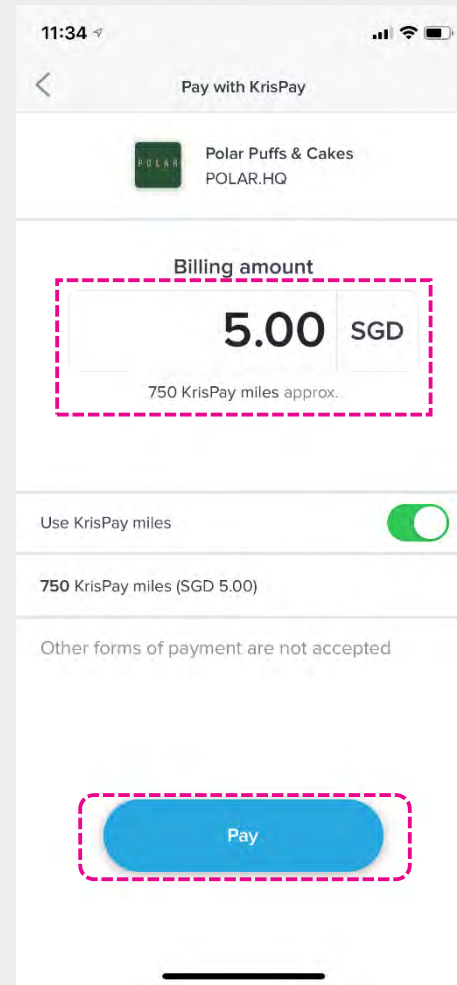 11:34
Pay with KrisPay
POLAR
Polar Puffs & Cakes
POLAR.HQ
Billing amount
5.00 SGD
750 KrisPay miles approx.
Use KrisPay miles
750 KrisPay miles (SGD 5.00)
Other forms of payment are not accepted
Pay